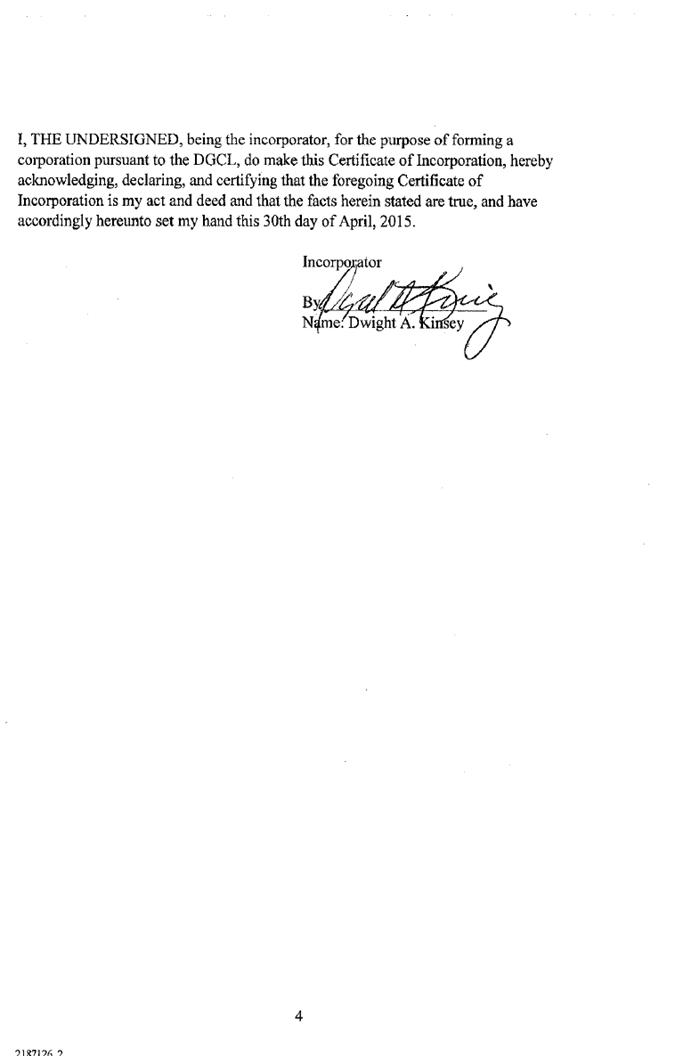 I, THE UNDERSIGNED, being the incorporator, for the purpose of forming a
corporation pursuant to the DGCL, do make this Certificate of Incorporation, hereby
acknowledging, declaring, and certifying that the foregoing Certificate of
Incorporation is my act and deed and that the facts herein stated are true, and have
accordingly hereunto set my hand this 30th day of April, 2015.
Incorporator
By
Name: Dwight A. Kinsey
4
2187126 2